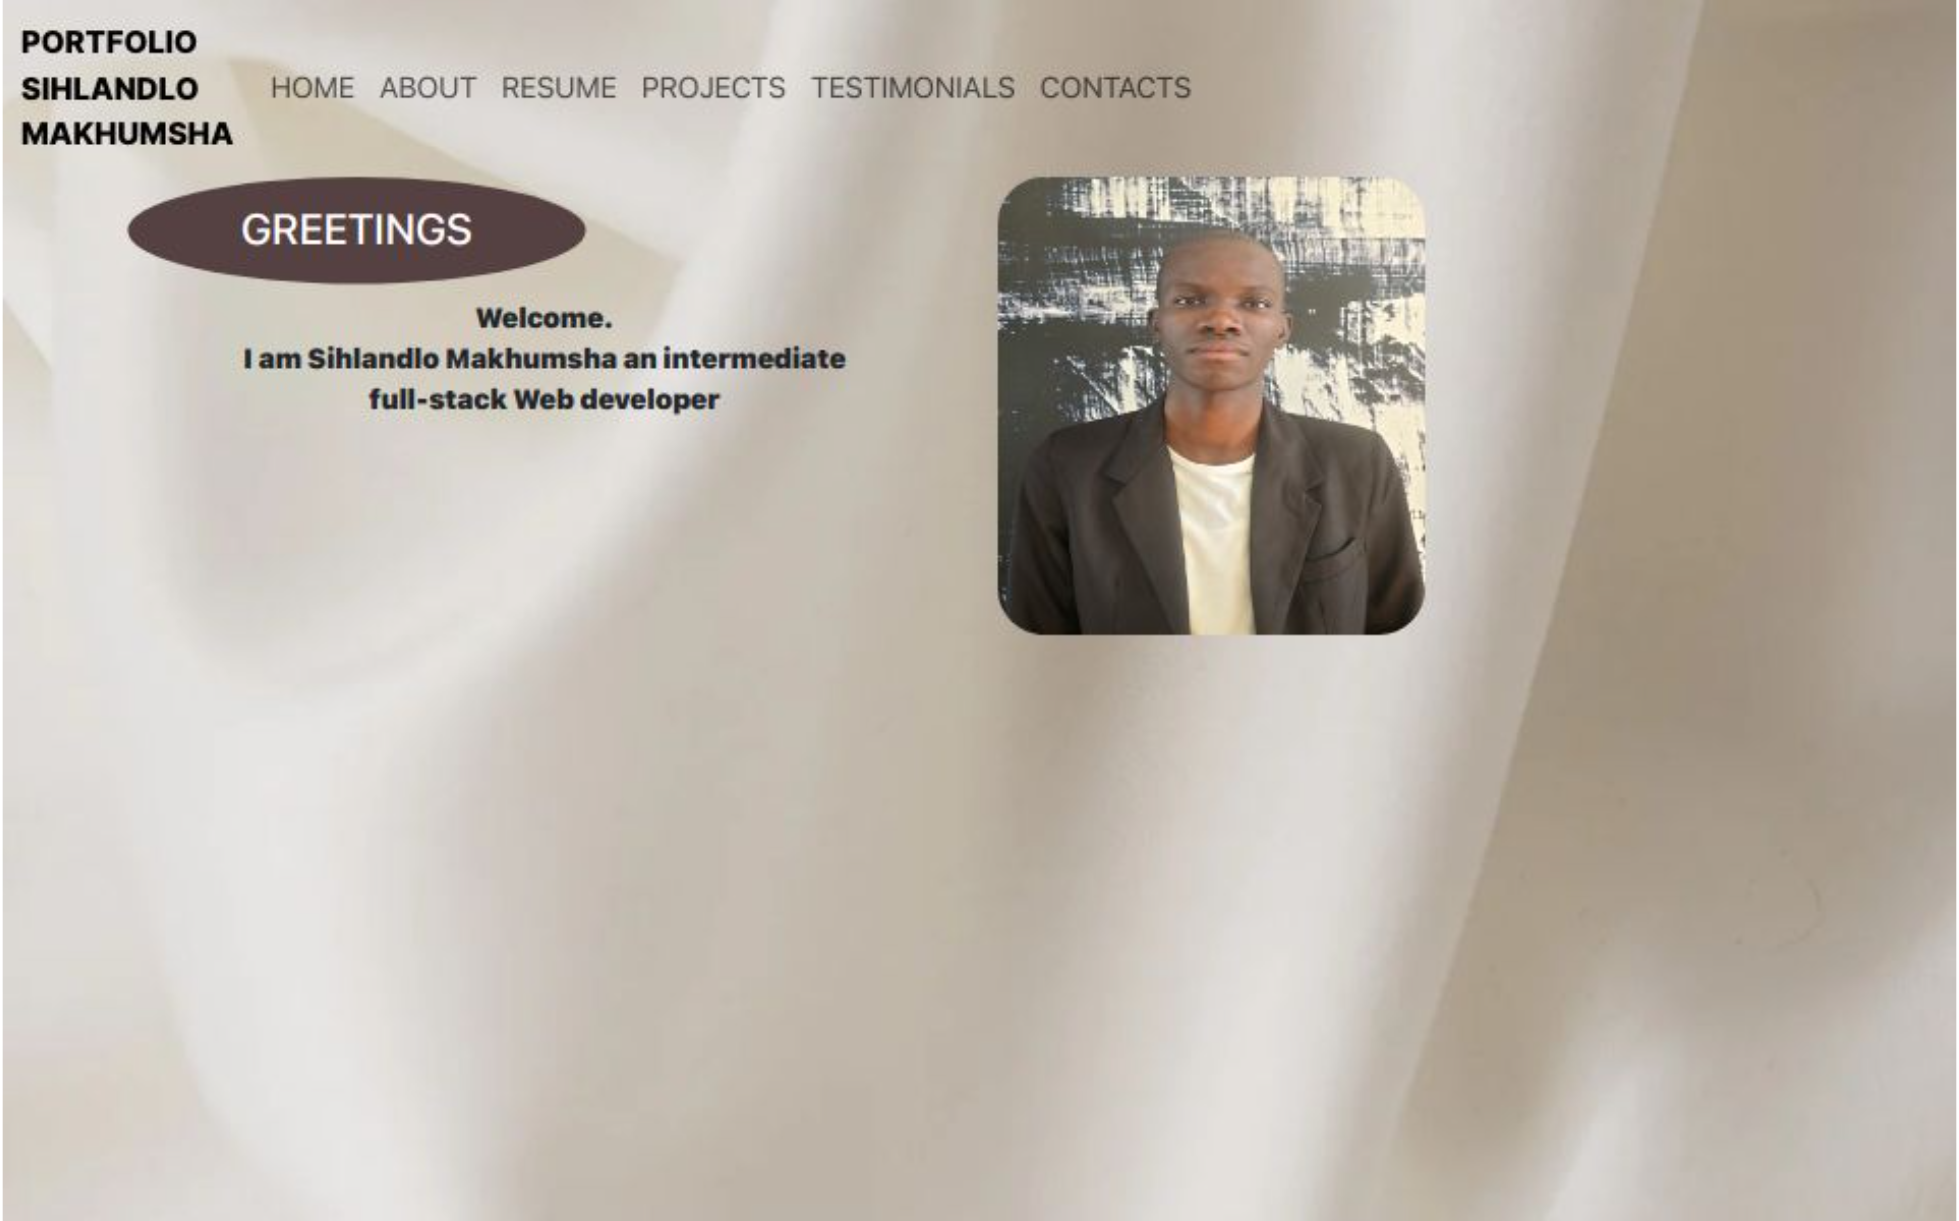 PORTFOLIO
SIHLANDLO
MAKHUMSHA
HOME ABOUT RESUME PROJECTS TESTIMONIALS CONTACTS
GREETINGS
Welcome.
I am Sihlandlo Makhumsha an intermediate
full-stack Web developer